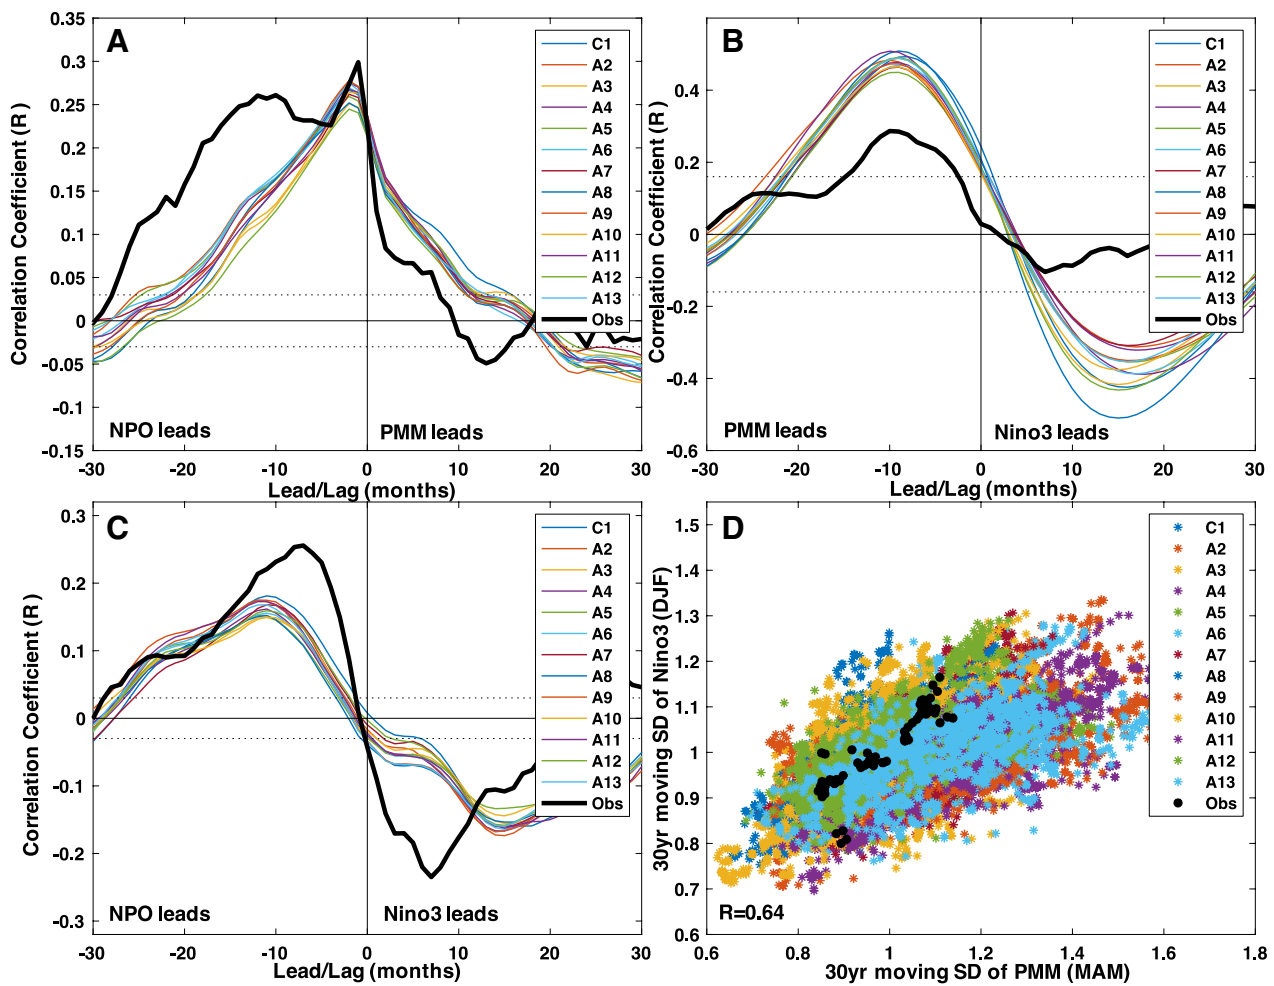 A
0.35
0.3
0.25
0.2
0.15
0.1
0.05
0
-0.05
-0.1
-0.15
Correlation Coefficient (R )
C1
A2
A3
A4
A5
A6
A7
A8
A9
A10
A11
A12
A13
Obs
NPO leads
PMM leads
-30
-20
-10
0
10
20
30
Lead/Lag (months)
B
0.4
0.2
0
-0.2
-0.4
-0.6
Correlation Coefficient (R )
C1
A2
A3
A4
A5
A6
A7
A8
A9
A10
A11
A12
A13
Obs
PMM leads
Nino3 leads
-30
-20
-10
0
10
20
30
Lead/Lag (months)
C
0.3
0.2
0.1
0
-0.1
-0.2
-0.3
Correlation Coefficient (R )
C1
A2
A3
A4
A5
A6
A7
A8
A9
A10
A11
A12
A13
Obs
NPO leads
Nino3 leads
-30
-20
-10
0
10
20
30
Lead/Lag (months)
D
1.5
1.4
1.3
1.2
1.1
1
0.9
0.8
0.7
0.6
30yr moving SD of Nino3 (DJF)
C1
A2
A3
A4
A5
A6
A7
A8
A9
A10
A11
A12
A13
Obs
R=0.64
0.6
0.8
1
1.2
1.4
1.6
1.8
30yr moving SD of PMM (MAM)